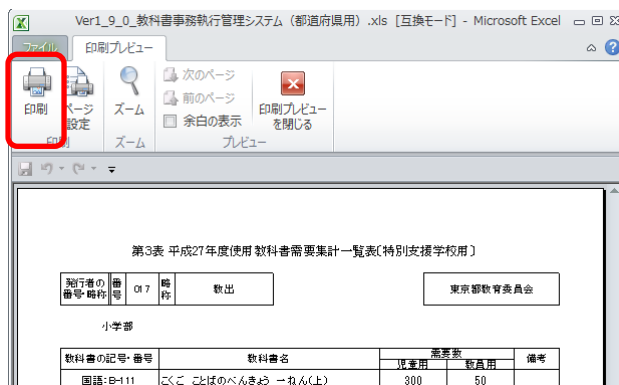 Ver1_9_0_教科書事務執行管理システム（都道府県用）.xls [互換モード] - Microsoft Excel
ファイル 印刷プレビュー
印刷 ページ設定 ズーム 次のページ 前のページ 余白の表示 印刷プレビューを閉じる
印刷 ズーム プレビュー
第3表 平成27年度使用 教科書需要集計一覧表〔特別支援学校用〕
発行者の番号・略称 番号 017 略称 教出 東京都教育委員会
小学部
教科書の記号・番号 教科書名 需要数 備考
児童用 教員用
国語:B-111 こくご ことばのべんきょう 一ねん(上) 300 50